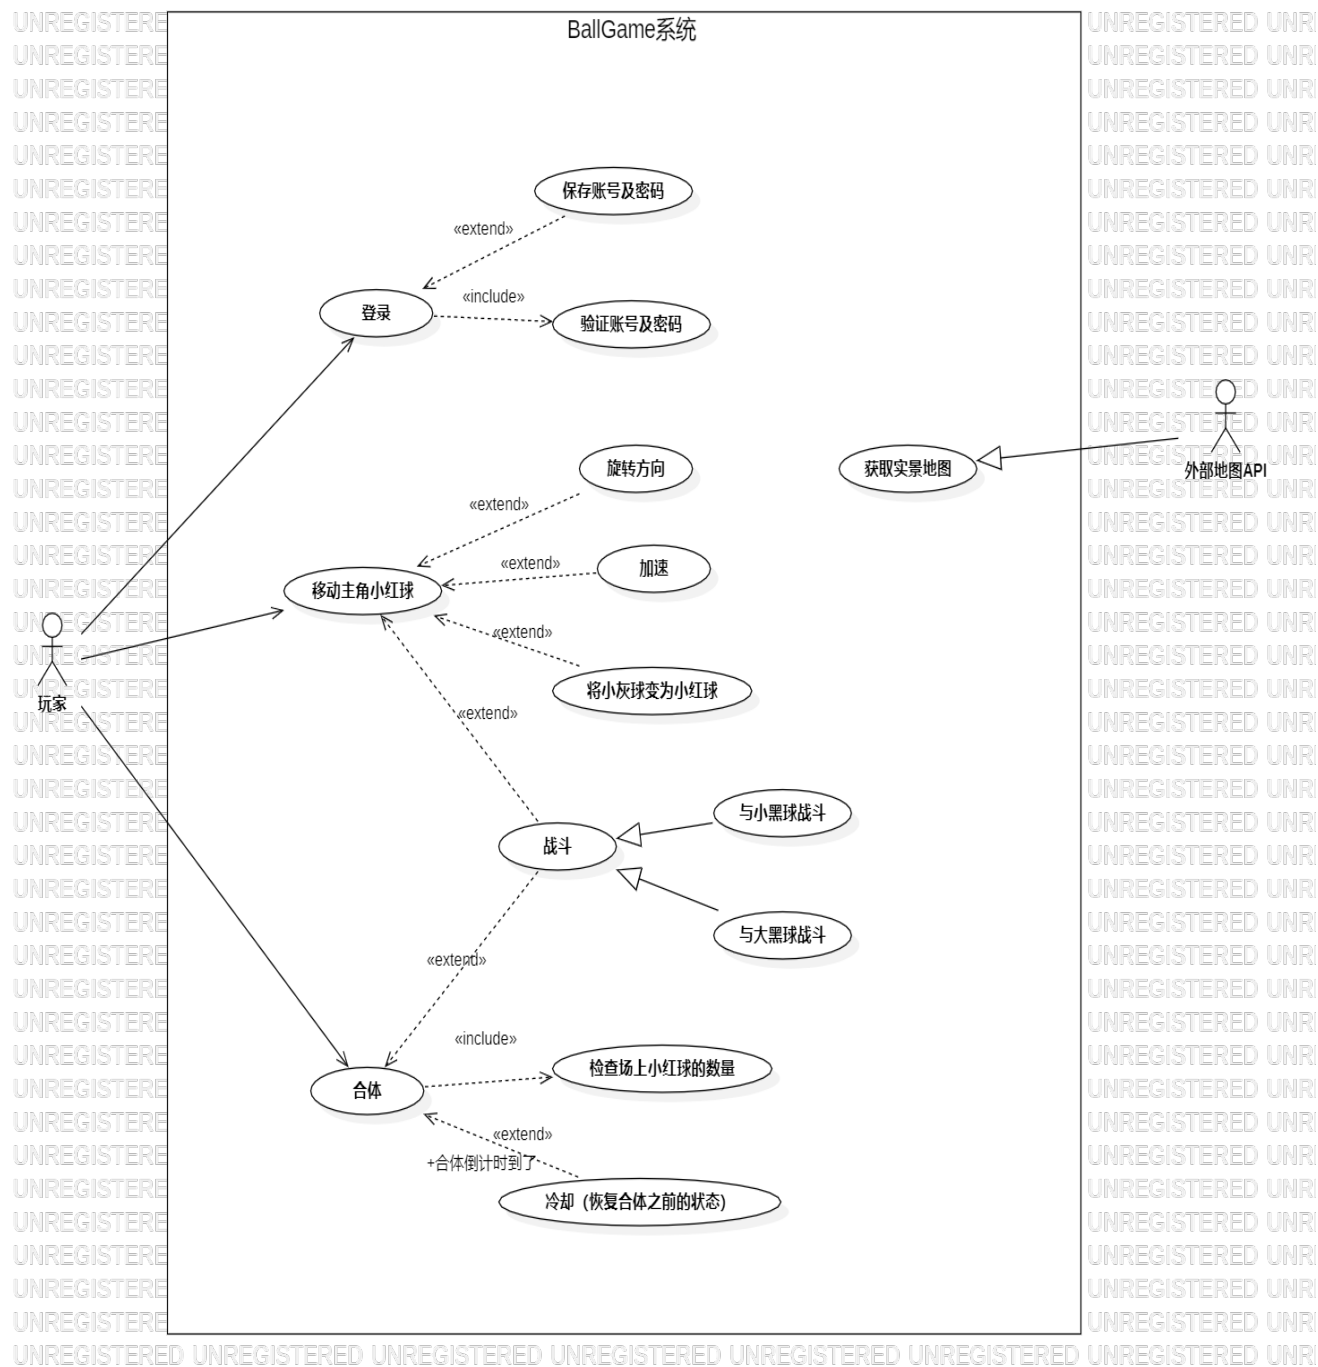 BallGame系统
保存账号及密码
«extend»
«include»
登录
验证账号及密码
旋转方向
获取实景地图
外部地图API
«extend»
«extend»
加速
移动主角小红球
«extend»
将小灰球变为小红球
玩家
«extend»
与小黑球战斗
战斗
与大黑球战斗
«extend»
«include»
检查场上小红球的数量
合体
«extend»
+合体倒计时到了
冷却（恢复合体之前的状态）
UNREGISTERED UNREGISTERED UNREGISTERED UNREGISTERED UNREGISTERED UNREGISTERED UNREGISTERED UNR